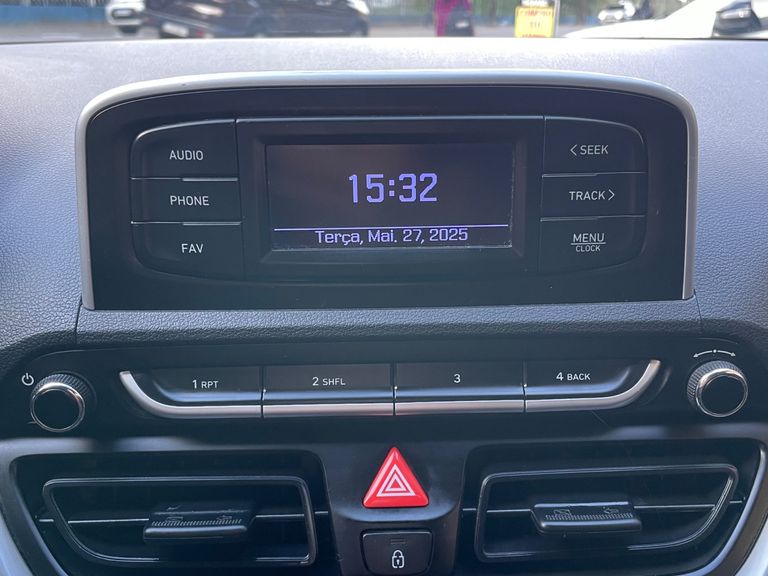 AUDIO
PHONE
FAV
15:32
Terça, Mai. 27, 2025
SEEK
TRACK
MENU
CLOCK
1 RPT
2 SHFL
3
4 BACK